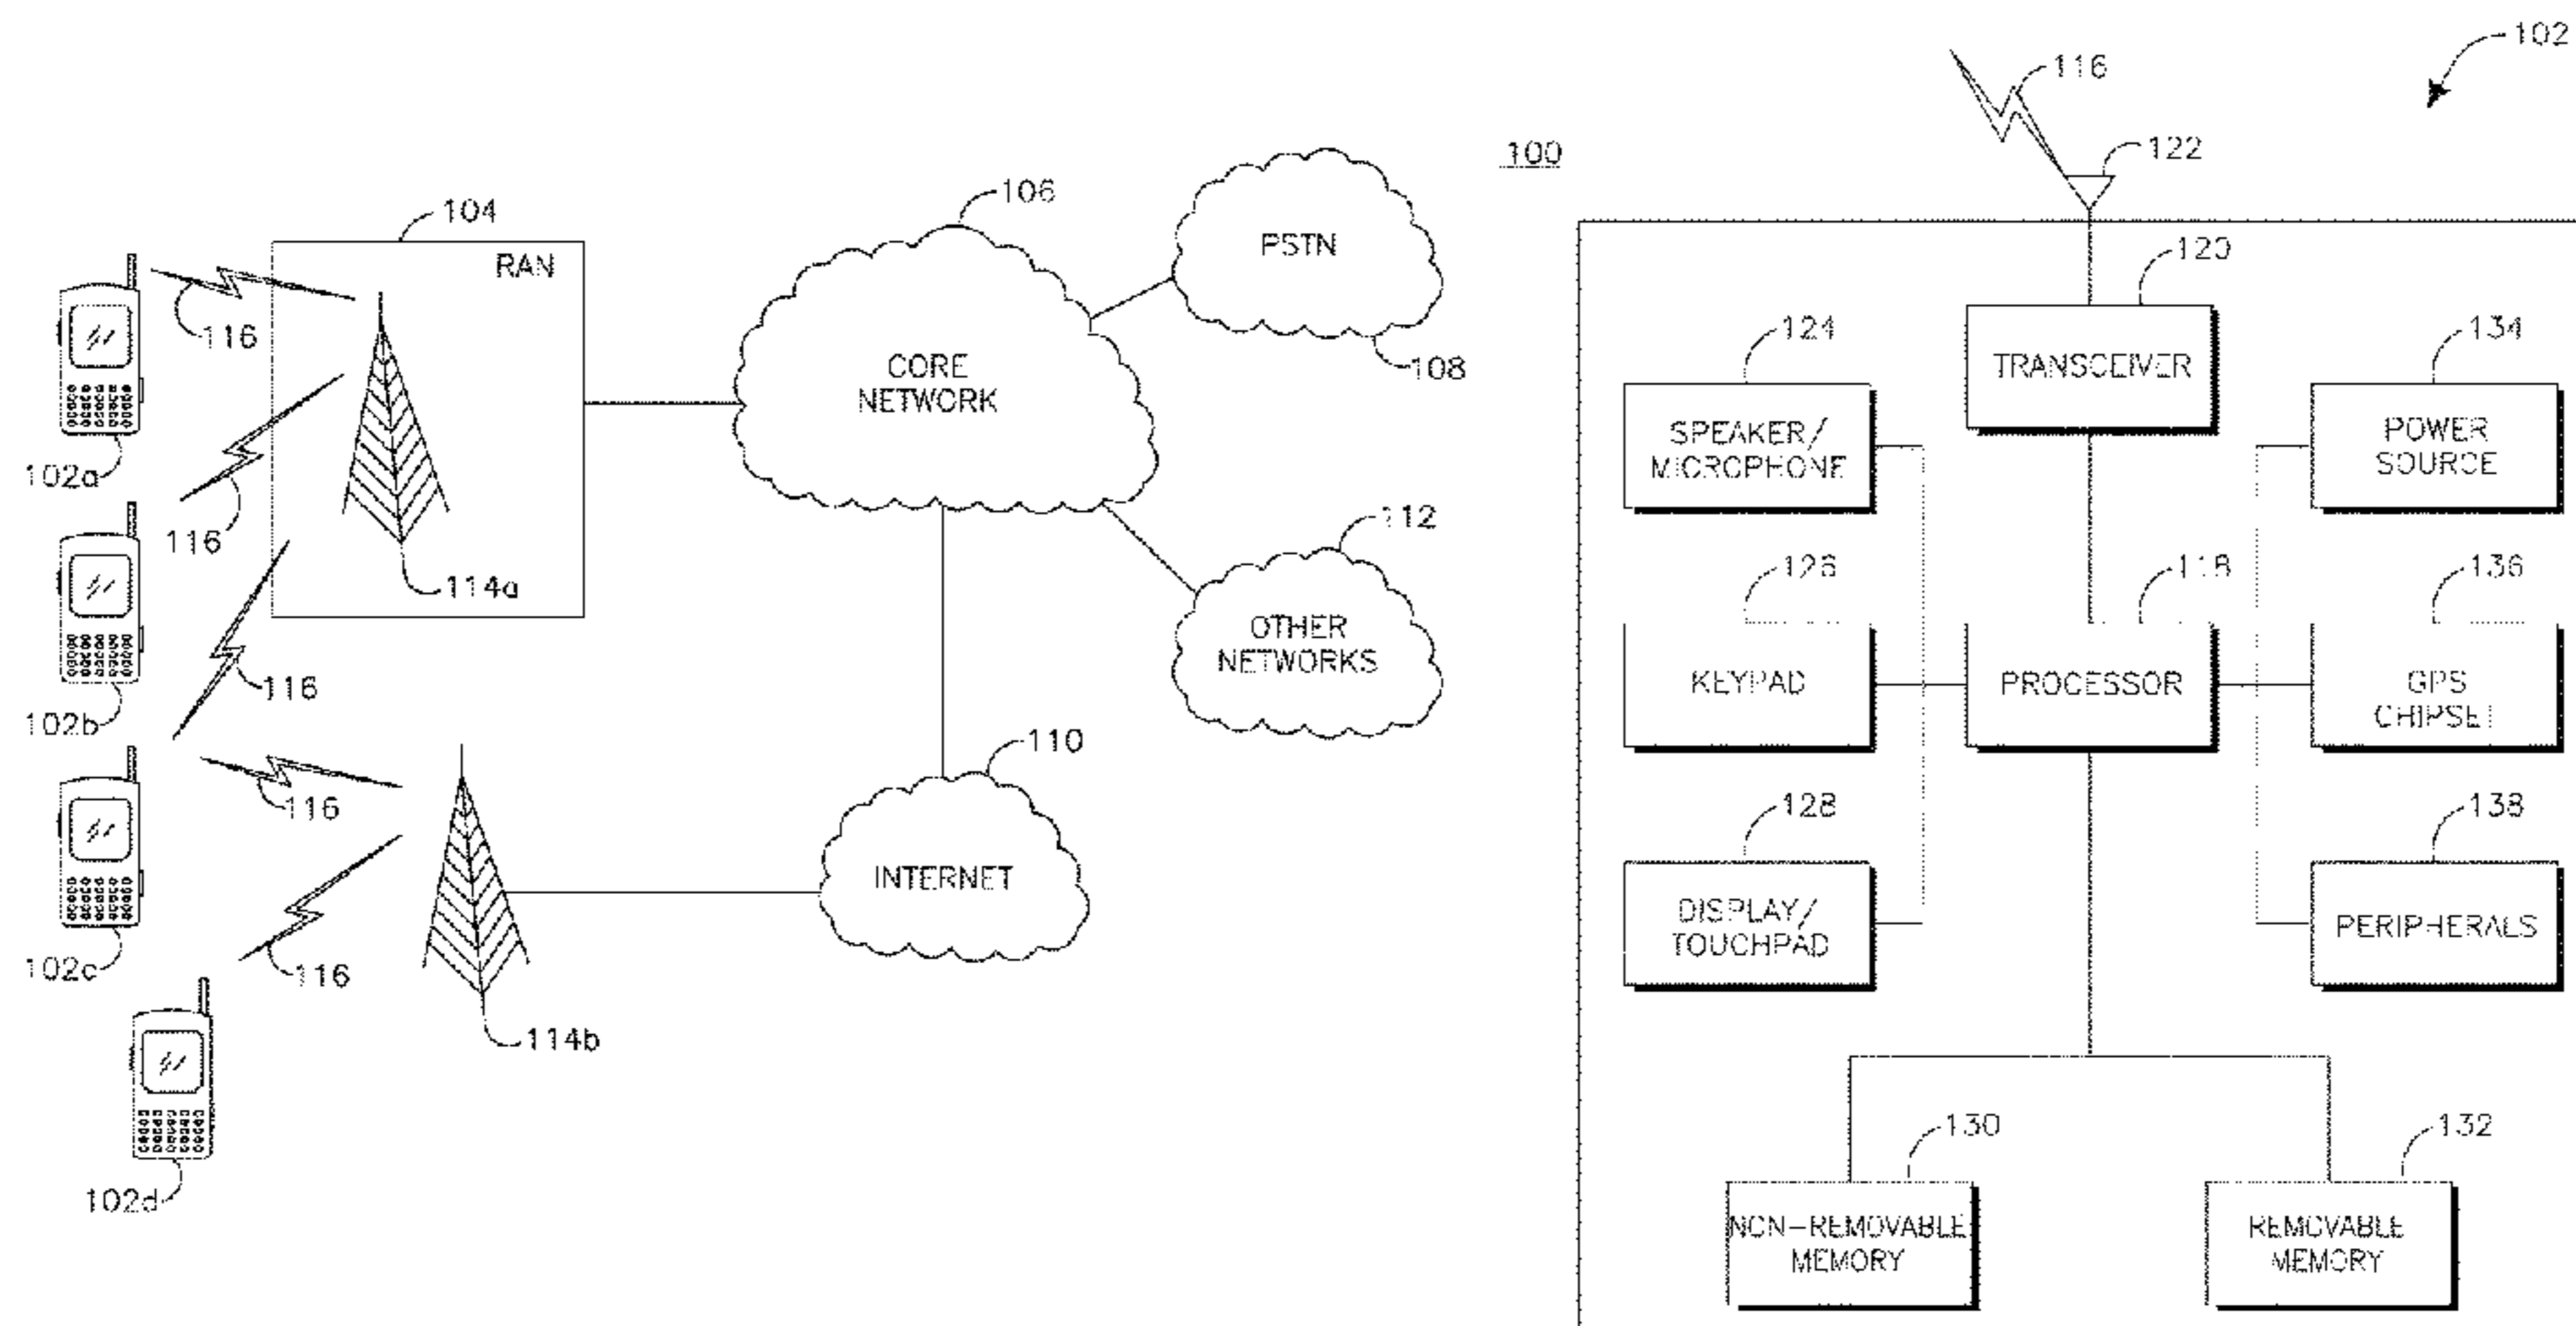 104
RAN
116
102a
116
114a
102b
116
116
102c
116
114b
102d
106
CORE
NETWORK
PSTN
108
112
OTHER
NETWORKS
110
INTERNET
100
102
116
122
120
TRANSCEIVER
124
SPEAKER/
MICROPHONE
134
POWER
SOURCE
126
KEYPAD
118
PROCESSOR
136
GPS
CHIPSET
128
DISPLAY/
TOUCHPAD
138
PERIPHERALS
130
NON-REMOVABLE
MEMORY
132
REMOVABLE
MEMORY